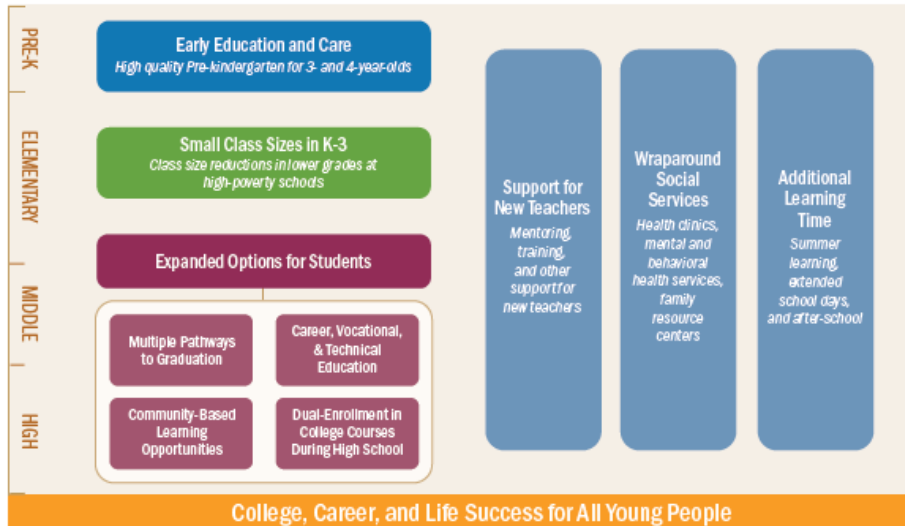 PRE-K
ELEMENTARY
MIDDLE
HIGH
Early Education and Care
High quality Pre-kindergarten for 3- and 4-year-olds
Small Class Sizes in K-3
Class size reductions in lower grades at
high-poverty schools
Expanded Options for Students
Multiple Pathways
to Graduation
Career, Vocational,
& Technical
Education
Community-Based
Learning
Opportunities
Dual-Enrollment in
College Courses
During High School
Support for
New Teachers
Mentoring,
training,
and other
support for
new teachers
Wraparound
Social
Services
Health clinics,
mental and
behavioral
health services,
family
resource
centers
Additional
Learning
Time
Summer
learning,
extended
school days,
and after-school
College, Career, and Life Success for All Young People